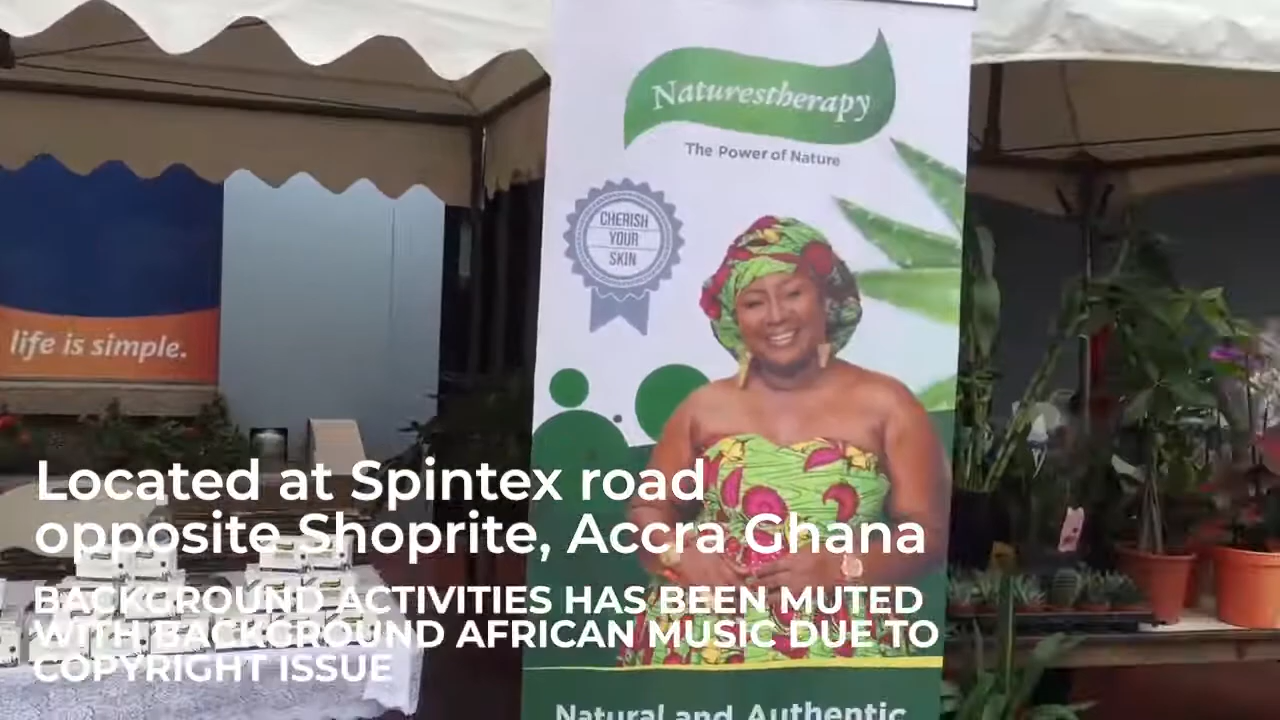 Naturestherapy
The Power of Nature
CHERISH
YOUR
SKIN
life is simple.
Located at Spintex road
opposite Shoprite, Accra Ghana
BACKGROUND ACTIVITIES HAS BEEN MUTED
WITH BACKGROUND AFRICAN MUSIC DUE TO
COPYRIGHT ISSUE
Natural and Authentic